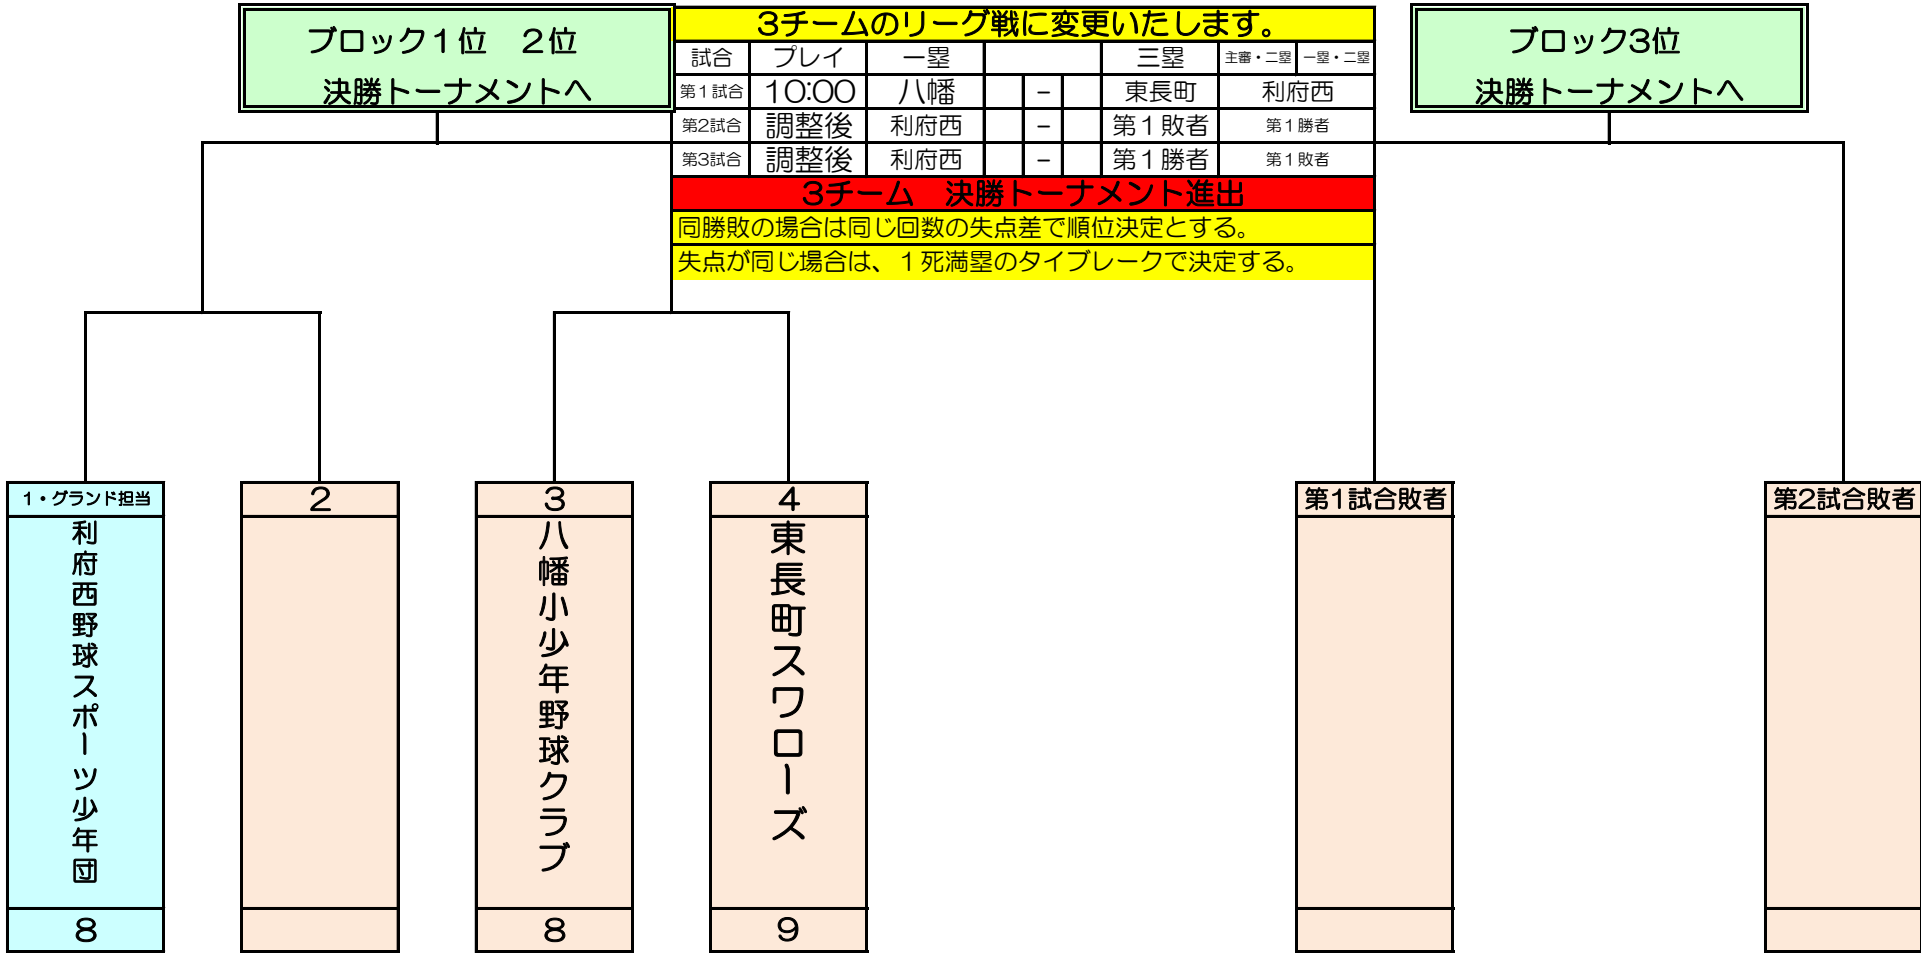 ブロック1位　2位
決勝トーナメントへ
3チームのリーグ戦に変更いたします。
試合 プレイ 一塁 三塁 主審・二塁 一塁・二塁
第1試合 10:00 八幡 - 東長町 利府西
第2試合 調整後 利府西 - 第1敗者 第1勝者
第3試合 調整後 利府西 - 第1勝者 第1敗者
3チーム　決勝トーナメント進出
同勝敗の場合は同じ回数の失点差で順位決定とする。
失点が同じ場合は、1死満塁のタイブレークで決定する。
ブロック3位
決勝トーナメントへ
1・グランド担当
利府西野球スポーツ少年団
8
2
3
八幡小少年野球クラブ
8
4
東長町スワローズ
9
第1試合敗者
第2試合敗者